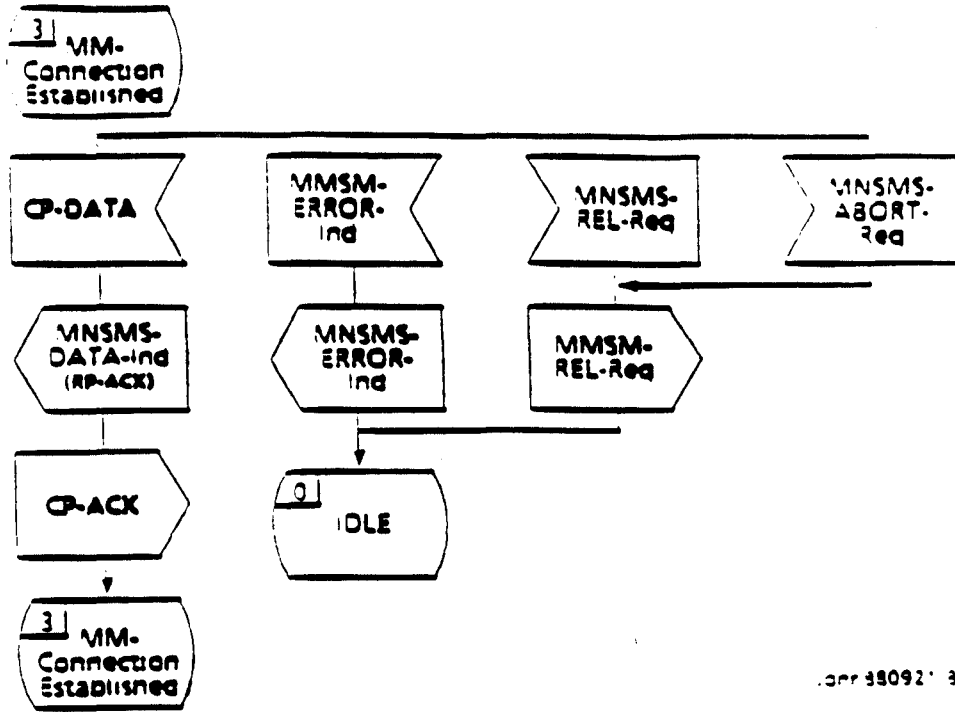 3
MM-
Connection
Established
CP-DATA
MMSM-
ERROR-
Ind
MNSMS-
REL-Req
MNSMS-
ABORT-
Req
MNSMS-
DATA-Ind
(RP-ACK)
MNSMS-
ERROR-
Ind
MMSM-
REL-Req
CP-ACK
0
IDLE
3
MM-
Connection
Established